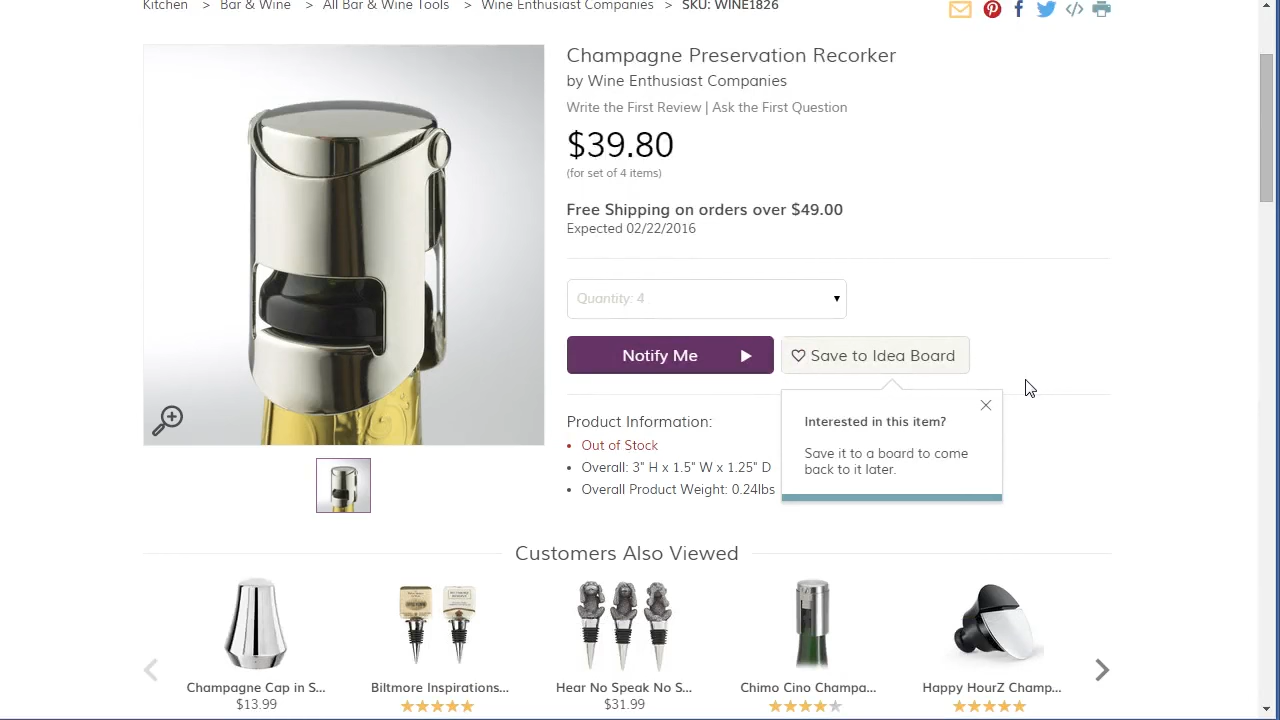 Kitchen > Bar & Wine > All Bar & Wine Tools > Wine Enthusiast Companies > SKU: WINE1826
Champagne Preservation Recorker
by Wine Enthusiast Companies
Write the First Review | Ask the First Question
$39.80
(for set of 4 items)
Free Shipping on orders over $49.00
Expected 02/22/2016
Quantity: 4
Notify Me
Save to Idea Board
Interested in this item?
Save it to a board to come
back to it later.
Product Information:
Out of Stock
Overall: 3" H x 1.5" W x 1.25" D
Overall Product Weight: 0.24lbs
Customers Also Viewed
Champagne Cap in S...
$13.99
Biltmore Inspirations...
Hear No Speak No S...
$31.99
Chimo Cino Champa...
Happy HourZ Champ...